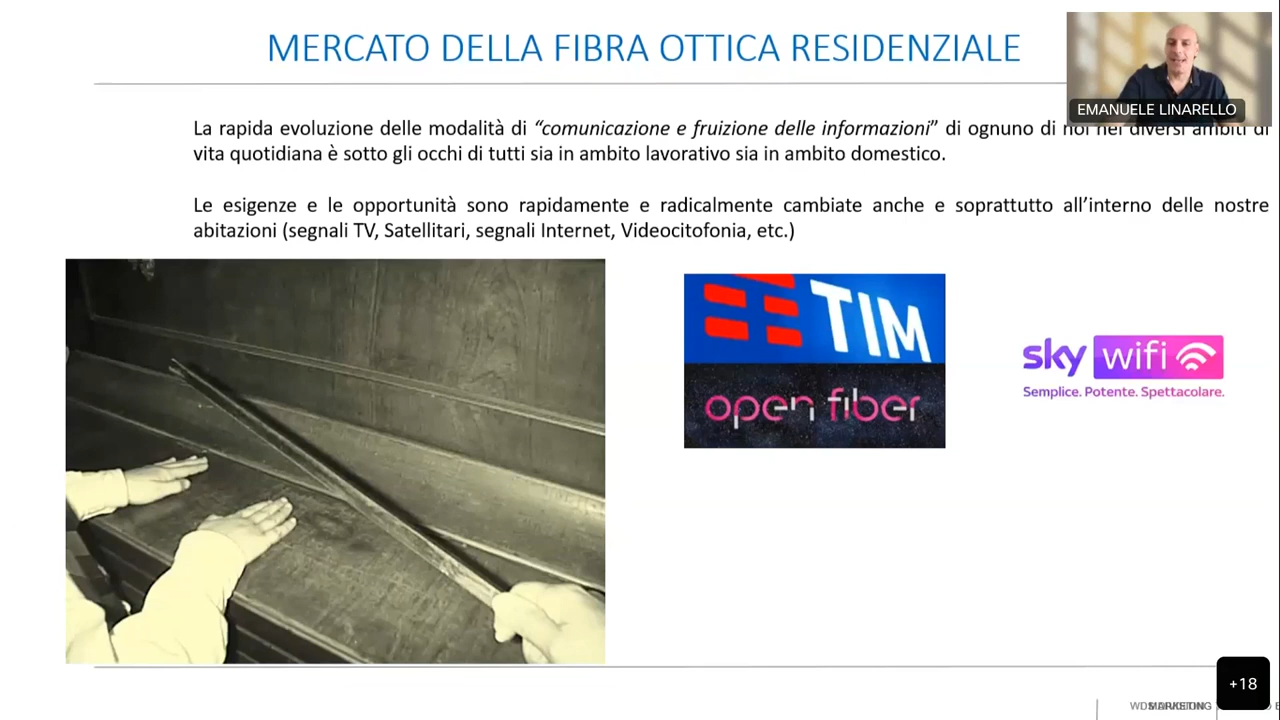 MERCATO DELLA FIBRA OTTICA RESIDENZIALE
EMANUELE LINARELLO
La rapida evoluzione delle modalità di “comunicazione e fruizione delle informazioni” di ognuno di noi nei diversi ambiti di
vita quotidiana è sotto gli occhi di tutti sia in ambito lavorativo sia in ambito domestico.
Le esigenze e le opportunità sono rapidamente e radicalmente cambiate anche e soprattutto all’interno delle nostre
abitazioni (segnali TV, Satellitari, segnali Internet, Videocitofonia, etc.)
TIM
open fiber
sky wifi
Semplice. Potente. Spettacolare.
+18
MARKETING